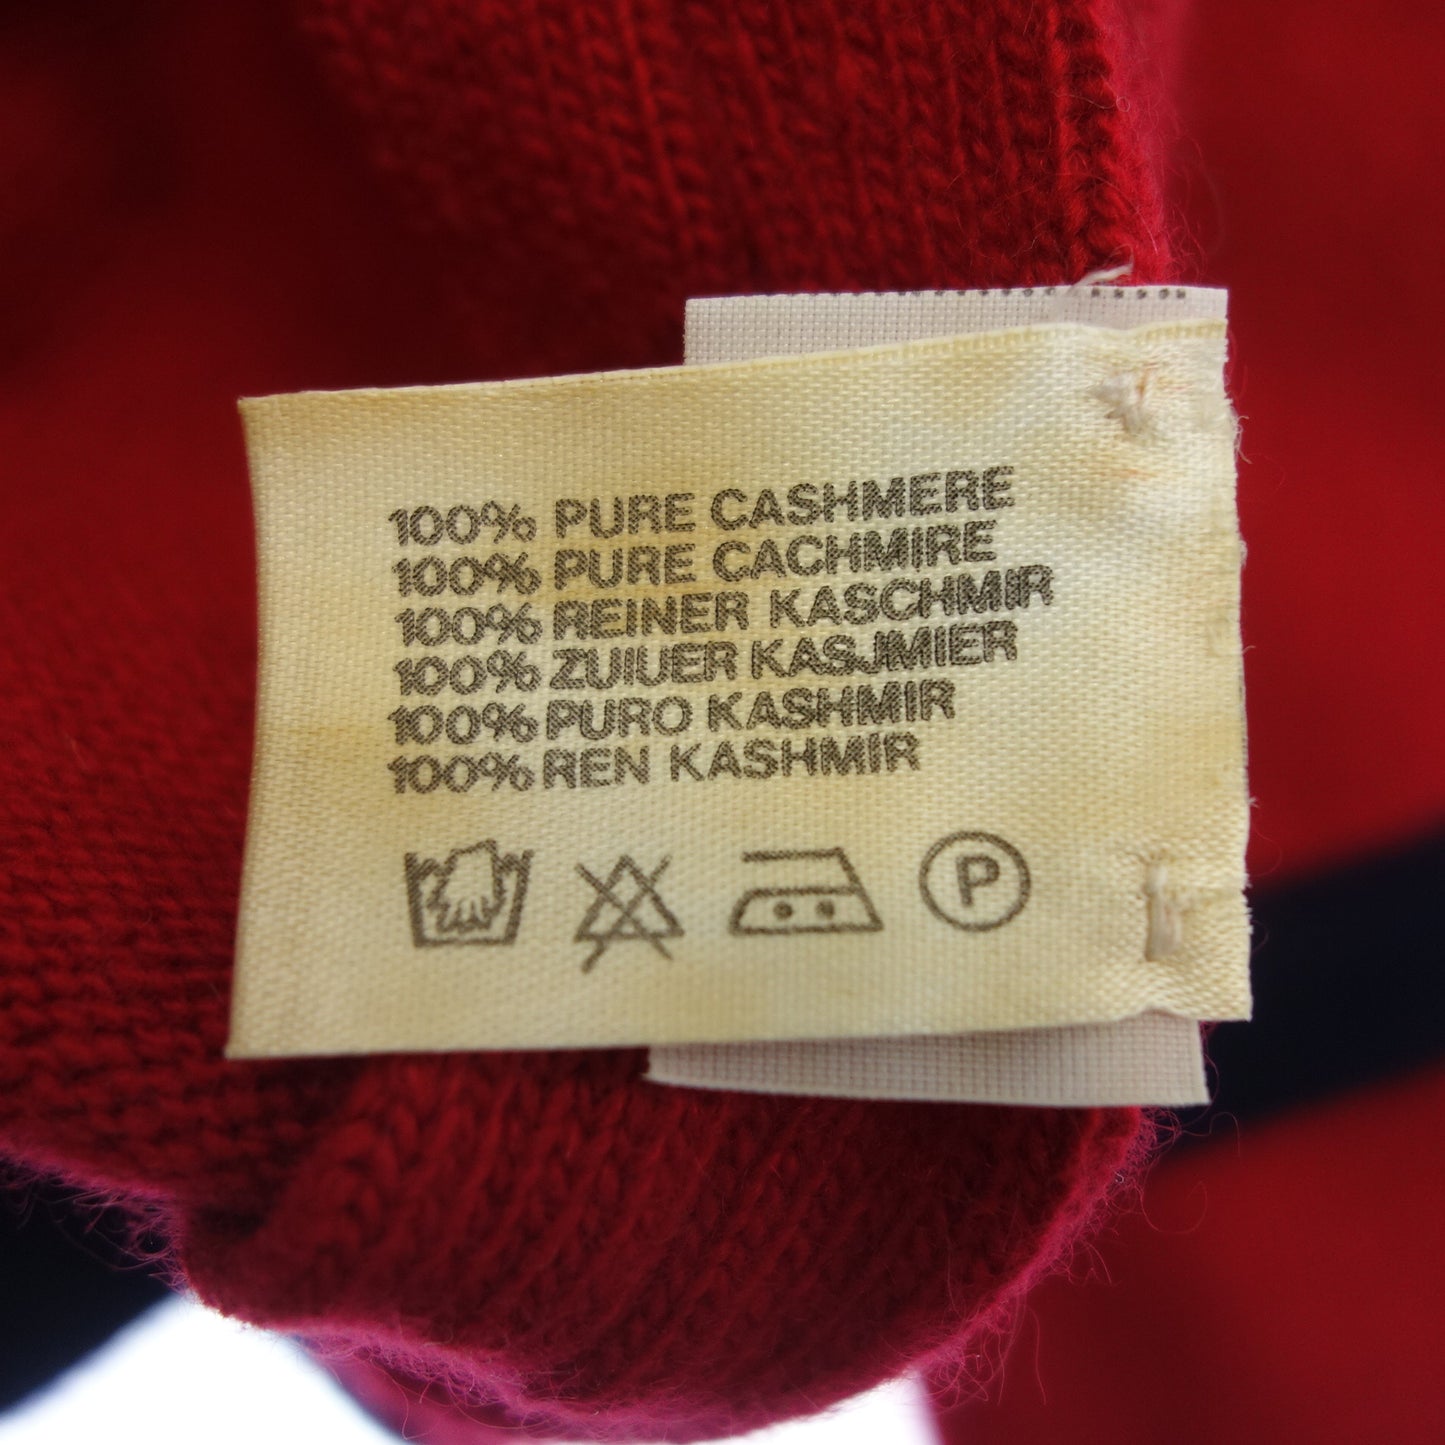 100% PURE CASHMERE
100% PURE CACHMIRE
100% REINER KASCHMIR
100% ZUIUER KASJMIER
100% PURO KASHMIR
100% REN KASHMIR
P